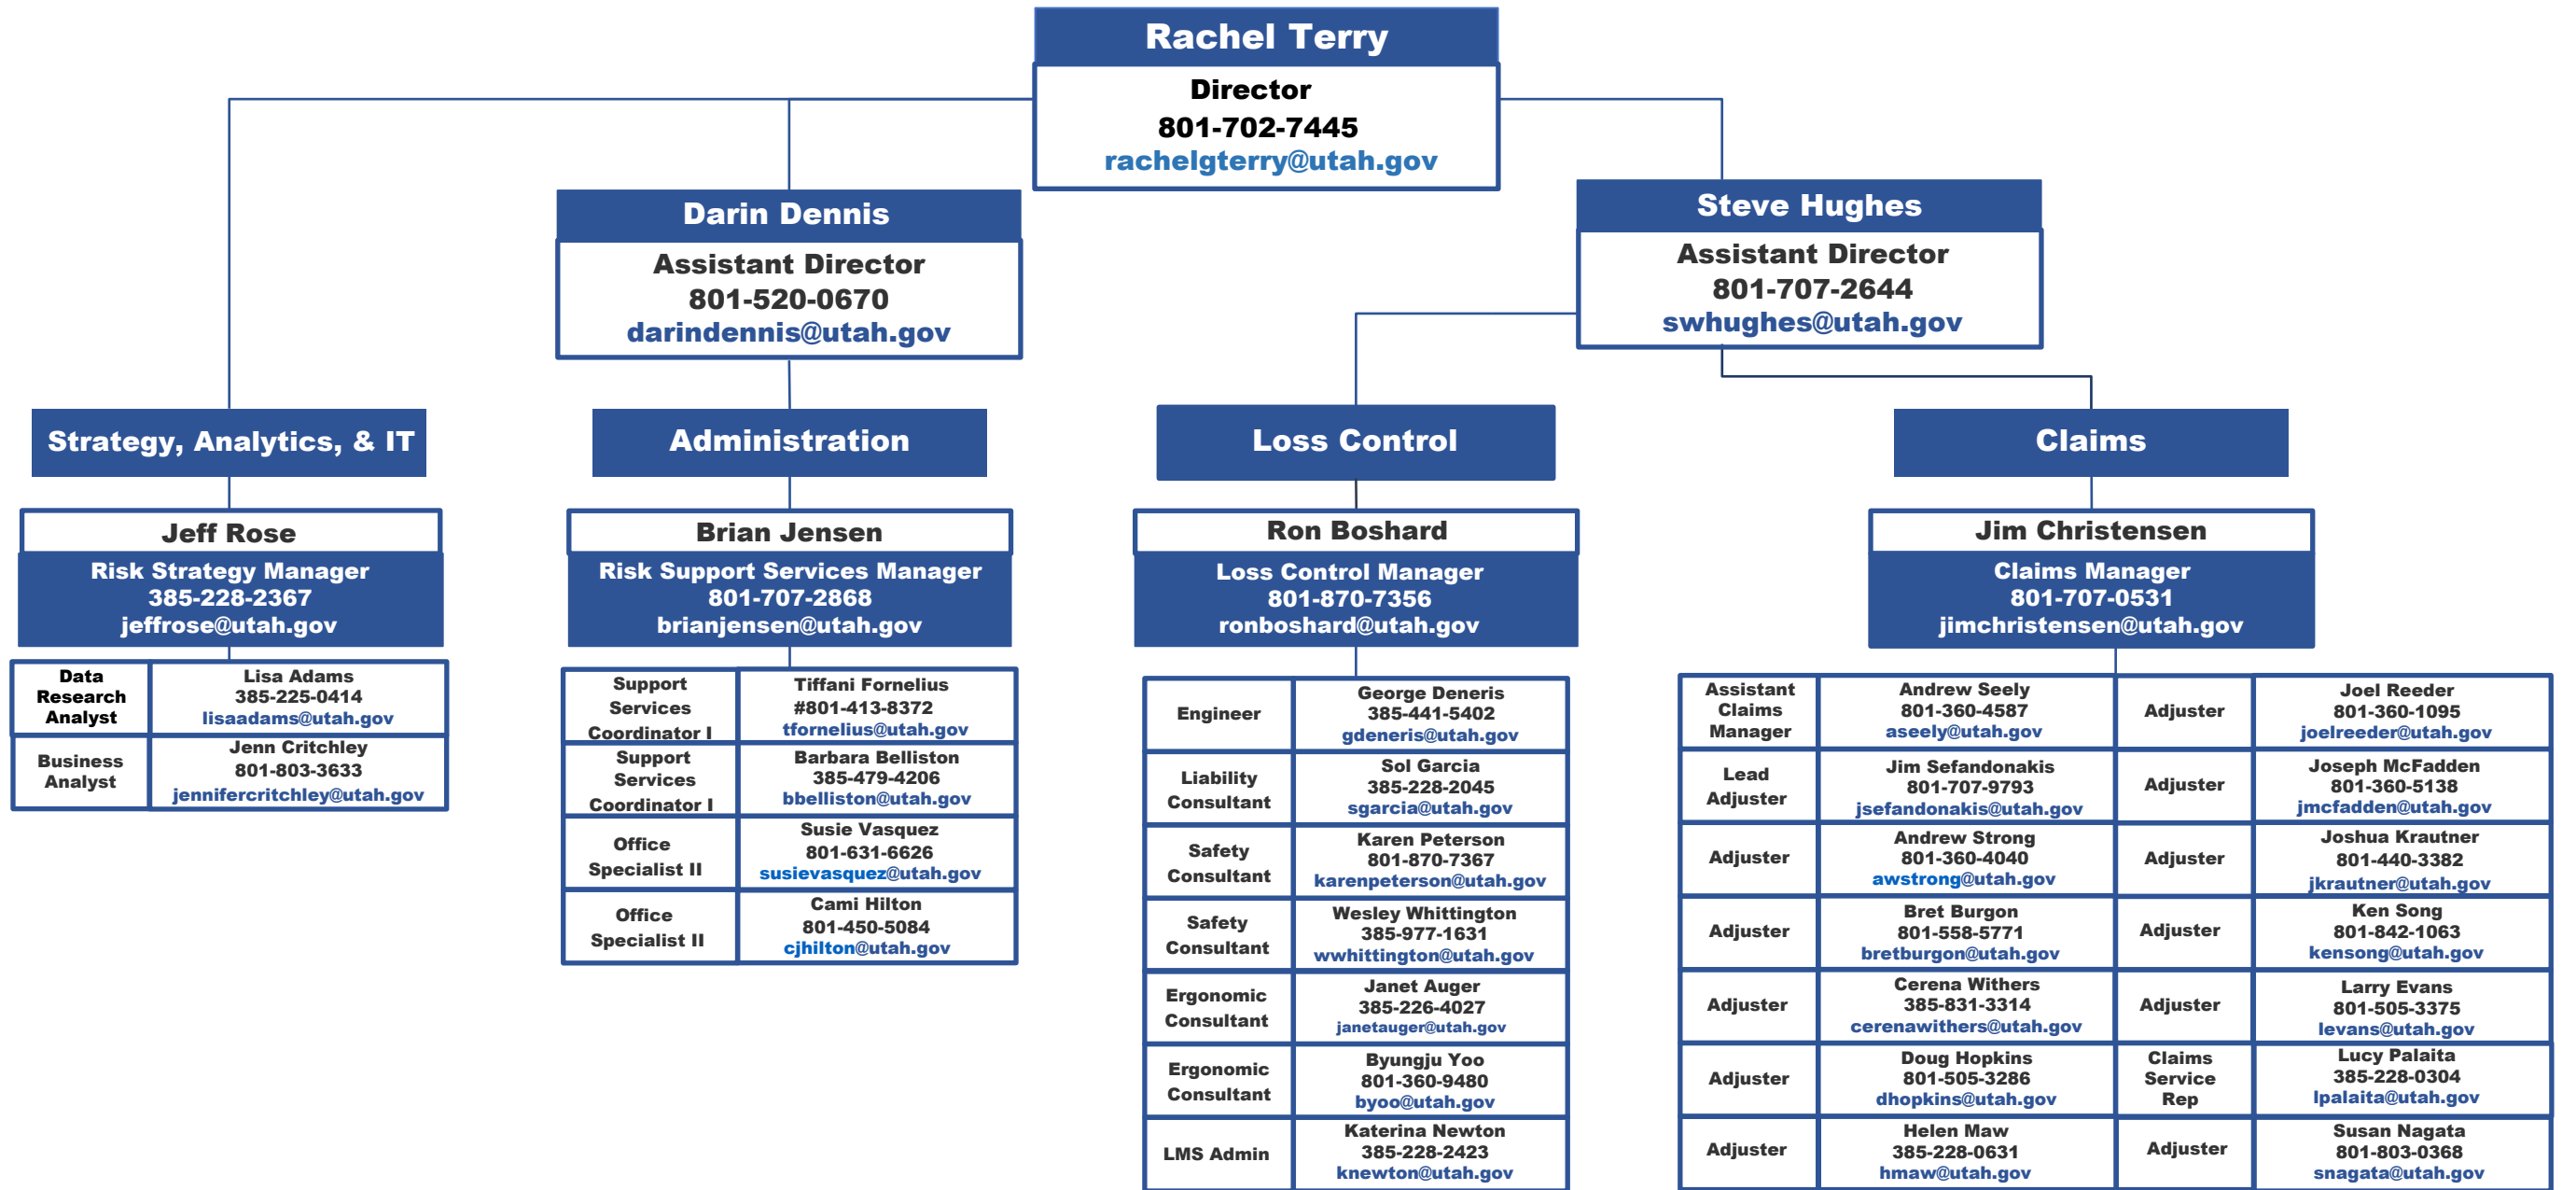 Rachel Terry
Director
801-702-7445
rachelgterry@utah.gov
Darin Dennis
Assistant Director
801-520-0670
darindennis@utah.gov
Steve Hughes
Assistant Director
801-707-2644
swhughes@utah.gov
Strategy, Analytics, & IT
Jeff Rose
Risk Strategy Manager
385-228-2367
jeffrose@utah.gov
Data
Research
Analyst
Lisa Adams
385-225-0414
lisaadams@utah.gov
Business
Analyst
Jenn Critchley
801-803-3633
jennifercritchley@utah.gov
Administration
Brian Jensen
Risk Support Services Manager
801-707-2868
brianjensen@utah.gov
Support
Services
Coordinator I
Tiffani Fornelius
#801-413-8372
tfornelius@utah.gov
Support
Services
Coordinator I
Barbara Belliston
385-479-4206
bbelliston@utah.gov
Office
Specialist II
Susie Vasquez
801-631-6626
susievasquez@utah.gov
Office
Specialist II
Cami Hilton
801-450-5084
cjhilton@utah.gov
Loss Control
Ron Boshard
Loss Control Manager
801-870-7356
ronboshard@utah.gov
Engineer
George Deneris
385-441-5402
gdeneris@utah.gov
Liability
Consultant
Sol Garcia
385-228-2045
sgarcia@utah.gov
Safety
Consultant
Karen Peterson
801-870-7367
karenpeterson@utah.gov
Safety
Consultant
Wesley Whittington
385-977-1631
wwhittington@utah.gov
Ergonomic
Consultant
Janet Auger
385-226-4027
janetauger@utah.gov
Ergonomic
Consultant
Byungju Yoo
801-360-9480
byoo@utah.gov
LMS Admin
Katerina Newton
385-228-2423
knewton@utah.gov
Claims
Jim Christensen
Claims Manager
801-707-0531
jimchristensen@utah.gov
Assistant
Claims
Manager
Andrew Seely
801-360-4587
aseely@utah.gov
Adjuster
Joel Reeder
801-360-1095
joelreeder@utah.gov
Lead
Adjuster
Jim Sefandonakis
801-707-9793
jsefandonakis@utah.gov
Adjuster
Joseph McFadden
801-360-5138
jmcfadden@utah.gov
Adjuster
Andrew Strong
801-360-4040
awstrong@utah.gov
Adjuster
Joshua Krautner
801-440-3382
jkrautner@utah.gov
Adjuster
Bret Burgon
801-558-5771
bretburgon@utah.gov
Adjuster
Ken Song
801-842-1063
kensong@utah.gov
Adjuster
Cerena Withers
385-831-3314
cerenawithers@utah.gov
Adjuster
Larry Evans
801-505-3375
levans@utah.gov
Adjuster
Doug Hopkins
801-505-3286
dhopkins@utah.gov
Claims
Service
Rep
Lucy Palaita
385-228-0304
lpalaita@utah.gov
Adjuster
Helen Maw
385-228-0631
hmaw@utah.gov
Adjuster
Susan Nagata
801-803-0368
snagata@utah.gov